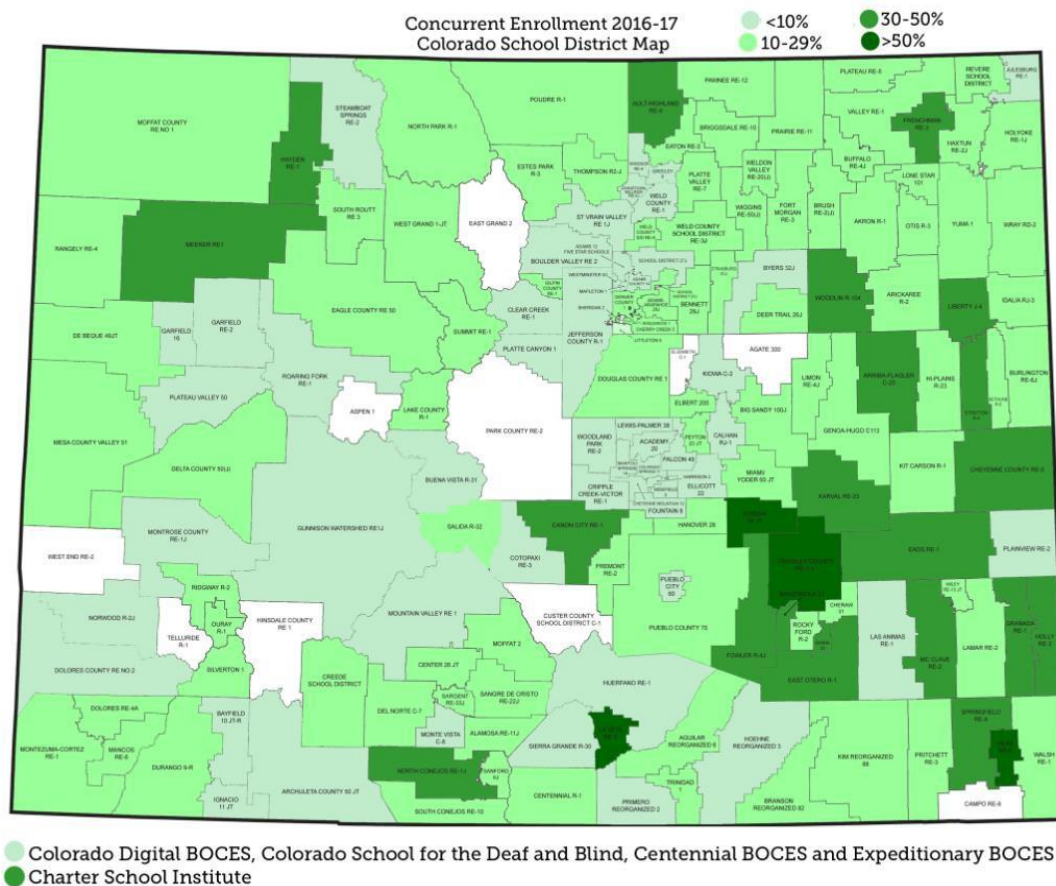 Concurrent Enrollment 2016-17
Colorado School District Map
<10%
10-29%
30-50%
>50%
MOFFAT COUNTY
RE NO 1
HAYDEN
RE-1
STEAMBOAT
SPRINGS
RE-2
NORTH PARK R-1
POUDRE R-1
AULT-HIGHLAND
PAWNEE RE-12
PLATEAU RE-5
REVERE
SCHOOL
DISTRICT
JULESBURG
RE-1
VALLEY RE-1
FRENCHMAN
RE-3
HAXTUN
RE-2J
HOLYOKE
RE-1J
BRIGGSDALE RE-10
PRAIRIE RE-11
EATON RE-2
BUFFALO
RE-4J
ESTES PARK
R-3
THOMPSON R2-J
PLATTE
VALLEY
RE-7
WELDON
VALLEY
RE-20(J)
LONE STAR
101
WELD
COUNTY
RE-1
SOUTH ROUTT
RE 3
WEST GRAND 1-JT
EAST GRAND 2
ST VRAIN VALLEY
RE 1J
WIGGINS
RE-50(J)
FORT
MORGAN
RE-3
BRUSH
RE-2(J)
AKRON R-1
OTIS R-3
YUMA 1
WRAY RD-2
MEEKER RE1
RANGELY RE-4
WELD COUNTY
SCHOOL DISTRICT
RE-3J
BOULDER VALLEY RE 2
ADAMS 12
FIVE STAR SCHOOLS
SCHOOL DISTRICT 27J
BYERS 32J
WESTMINSTER 50
MAPLETON 1
SHERIDAN 2
BENNETT
29J
DEER TRAIL 26J
WOODLIN R-104
ARICKAREE
R-2
LIBERTY J-4
IDALIA RJ-3
EAGLE COUNTY RE 50
SUMMIT RE-1
CLEAR CREEK
RE-1
JEFFERSON
COUNTY R-1
CHERRY CREEK 5
LITTLETON 6
DE BEQUE 49JT
GARFIELD
16
GARFIELD
RE-2
PLATTE CANYON 1
ROARING FORK
RE-1
DOUGLAS COUNTY RE 1
KIOWA C-2
AGATE 300
LIMON
RE-4J
ARRIBA-FLAGLER
C-20
HI-PLAINS
R-23
BURLINGTON
RE-6J
PLATEAU VALLEY 50
ASPEN 1
LAKE COUNTY
R-1
PARK COUNTY RE-2
ELBERT 200
BIG SANDY 100J
MESA COUNTY VALLEY 51
WOODLAND
PARK
RE-2
LEWIS-PALMER 38
ACADEMY
20
PEYTON
23 JT
CALHAN
RJ-1
GENOA-HUGO C113
DELTA COUNTY 50(J)
BUENA VISTA R-31
FALCON 49
KIT CARSON R-1
CHEYENNE COUNTY RE-5
CRIPPLE
CREEK-VICTOR
RE-1
ELLICOTT
22
MIAMI/
YODER 60 JT
KARVAL RE-23
FOUNTAIN 8
MONTROSE COUNTY
RE-1J
GUNNISON WATERSHED RE1J
SALIDA R-32
CANON CITY RE-1
HANOVER 28
EADS RE-1
PLAINVIEW RE-2
WEST END RE-2
COTOPAXI
RE-3
FREMONT
RE-2
RIDGWAY R-2
PUEBLO
CITY
60
CHERAW
31
NORWOOD R-2J
TELLURIDE
R-1
OURAY
R-1
HINSDALE COUNTY
RE 1
MOUNTAIN VALLEY RE 1
CUSTER COUNTY
SCHOOL DISTRICT C-1
PUEBLO COUNTY 70
ROCKY
FORD
R-2
LAS ANIMAS
RE-1
LAMAR RE-2
GRANADA
RE-1
FOWLER R-4J
EAST OTERO R-1
MC CLAVE
RE-2
DOLORES COUNTY RE NO.2
SILVERTON 1
CREEDE
SCHOOL DISTRICT
CENTER 26 JT
MOFFAT 2
HUERFANO RE-1
DOLORES RE-4A
BAYFIELD
10 JT-R
DEL NORTE C-7
SARGENT
RE-33J
SANGRE DE CRISTO
RE-22J
SPRINGFIELD
RE-4
MONTE VISTA
C-8
ALAMOSA RE-11J
SIERRA GRANDE R-30
AGUILAR
REORGANIZED 6
HOEHNE
REORGANIZED 3
MONTEZUMA-CORTEZ
RE-1
MANCOS
RE-6
DURANGO 9-R
KIM REORGANIZED
88
PRITCHETT
RE-3
WALSH
RE-1
NORTH CONEJOS RE-1J
SANFORD
6J
TRINIDAD
1
IGNACIO
11 JT
ARCHULETA COUNTY 50 JT
SOUTH CONEJOS RE-10
CENTENNIAL R-1
PRIMERO
REORGANIZED 2
BRANSON
REORGANIZED 82
CAMPO RE-6
Colorado Digital BOCES, Colorado School for the Deaf and Blind, Centennial BOCES and Expeditionary BOCES
Charter School Institute